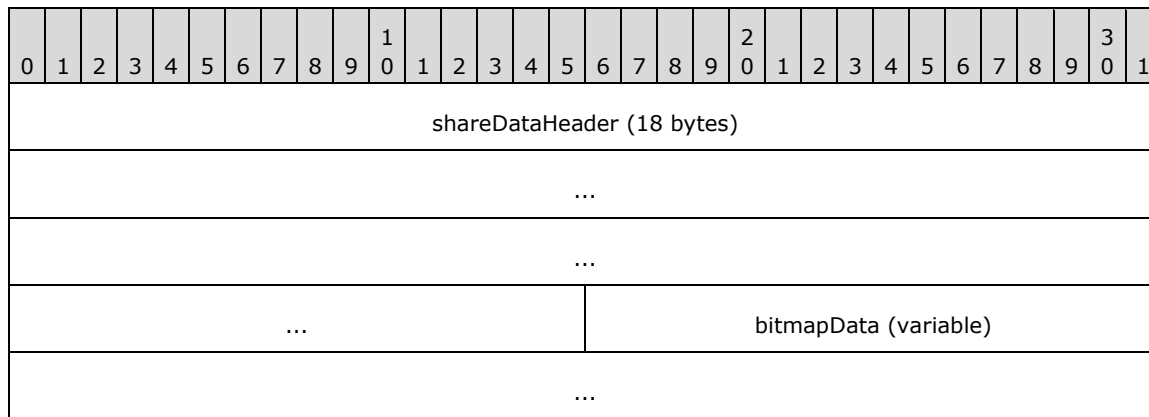 1 2 3
0 1 2 3 4 5 6 7 8 9 0 1 2 3 4 5 6 7 8 9 0 1 2 3 4 5 6 7 8 9 0 1
shareDataHeader (18 bytes)
...
...
... bitmapData (variable)
...